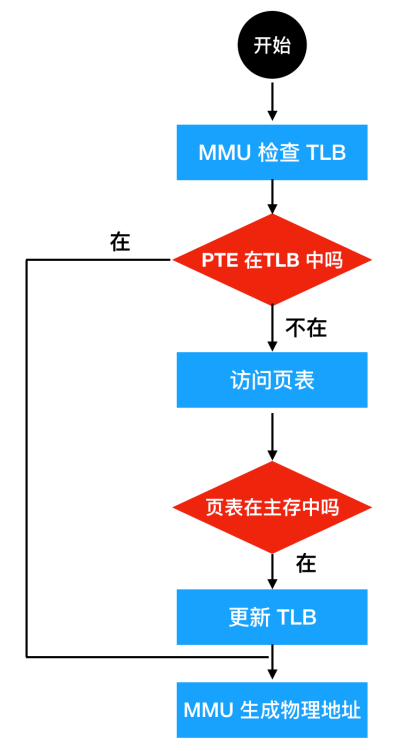 开始
MMU 检查 TLB
在
PTE 在TLB 中吗
不在
访问页表
页表在主存中吗
在
更新 TLB
MMU 生成物理地址